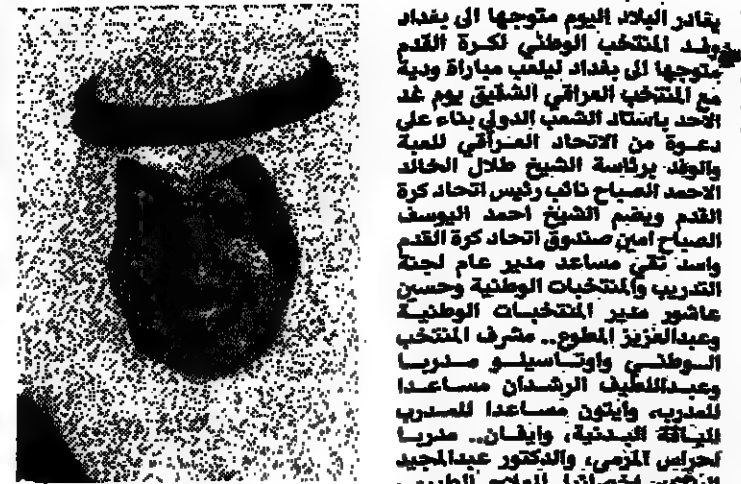 يغادر البلاد اليوم متوجها الى بغداد
وفد المنتخب الوطني لكرة القدم
متوجها الى بغداد ليلعب مباراة ودية
مع المنتخب العراقي الشقيق يوم غد
الاحد باستاد الشعب الدولي بناء على
دعوة من الاتحاد العراقي للعبة
والوفد برئاسة الشيخ طلال الخالد
الاحمد الصباح نائب رئيس اتحاد كرة
القدم ويضم الشيخ احمد اليوسف
الصباح امين صندوق اتحاد كرة القدم
واسد تقي مساعد مدير عام لجنة
التدريب والمنتخبات الوطنية وحسين
عاشور مدير المنتخبات الوطنية
وعبدالعزيز المطوع.. مشرف المنتخب
الوطني واوتاسيلو مدربا
وعبداللطيف الرشدان مساعدا
للمدرب، وايتون مساعدا للمدرب
للياقة البدنية، وايفان.. مدربا
لحراس المرمى، والدكتور عبدالمجيد